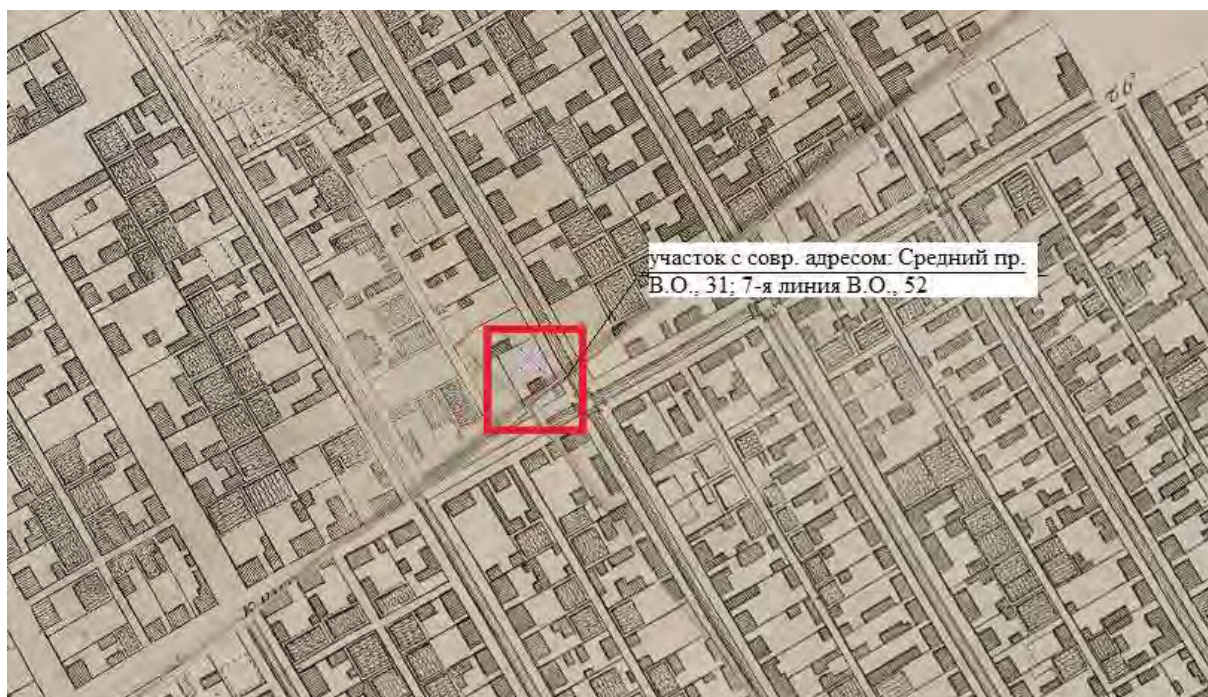 участок с совр. адресом: Средний пр.
В.О., 31; 7-я линия В.О., 52